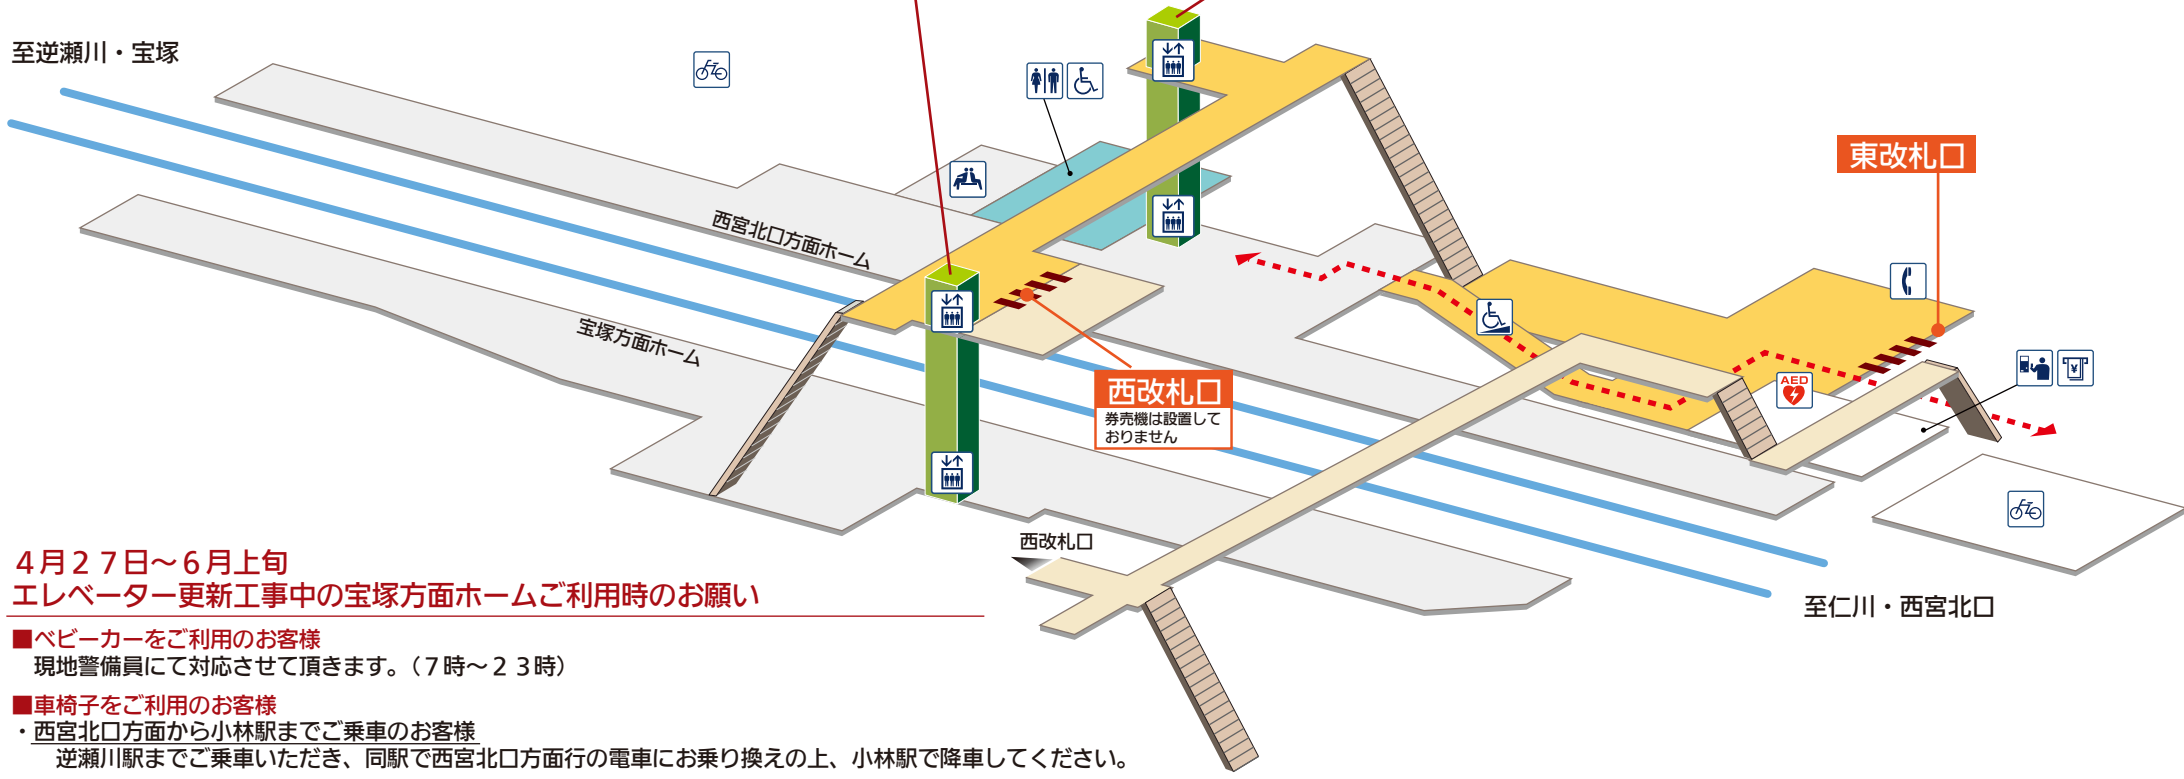 至逆瀬川・宝塚
東改札口
西宮北口方面ホーム
宝塚方面ホーム
西改札口
券売機は設置して
おりません
AED
¥
西改札口
至仁川・西宮北口
４月２７日～６月上旬
エレベーター更新工事中の宝塚方面ホームご利用時のお願い
■ベビーカーをご利用のお客様
現地警備員にて対応させて頂きます。（７時～２３時）
■車椅子をご利用のお客様
・西宮北口方面から小林駅までご乗車のお客様
逆瀬川駅までご乗車いただき、同駅で西宮北口方面行の電車にお乗り換えの上、小林駅で降車してください。